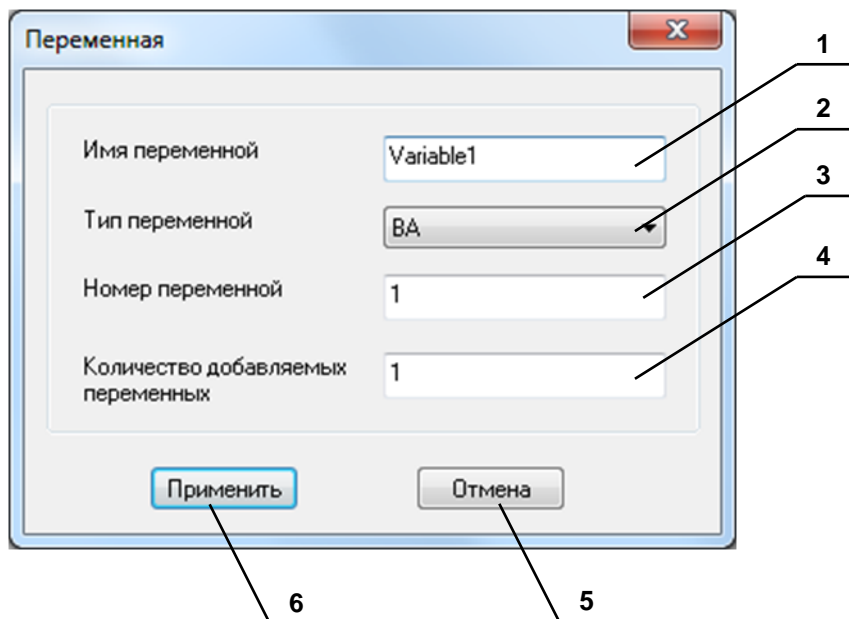 Переменная
1
2
Имя переменной Variable1
3
Тип переменной BA
4
Номер переменной 1
Количество добавляемых 1
переменных
Применить Отмена
6 5